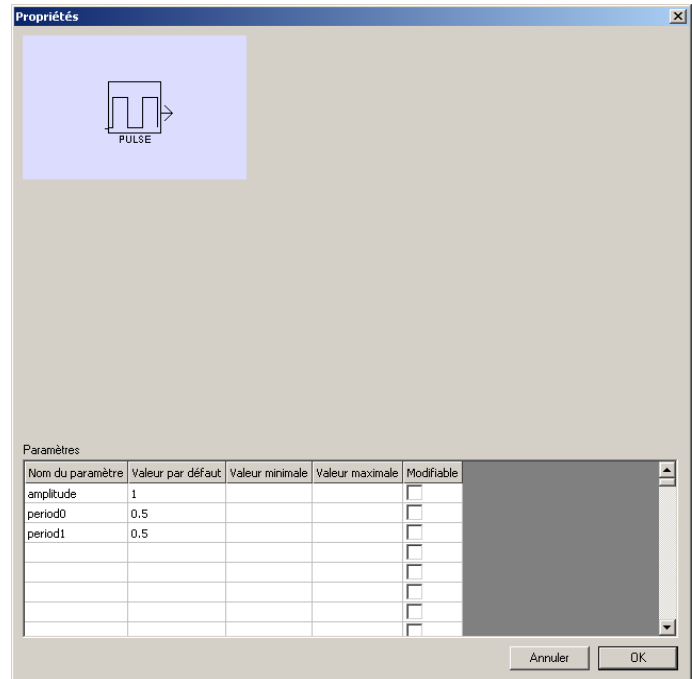 Propriétés
PULSE
Paramètres
Nom du paramètre Valeur par défaut Valeur minimale Valeur maximale Modifiable
amplitude 1
period0 0.5
period1 0.5
Annuler OK